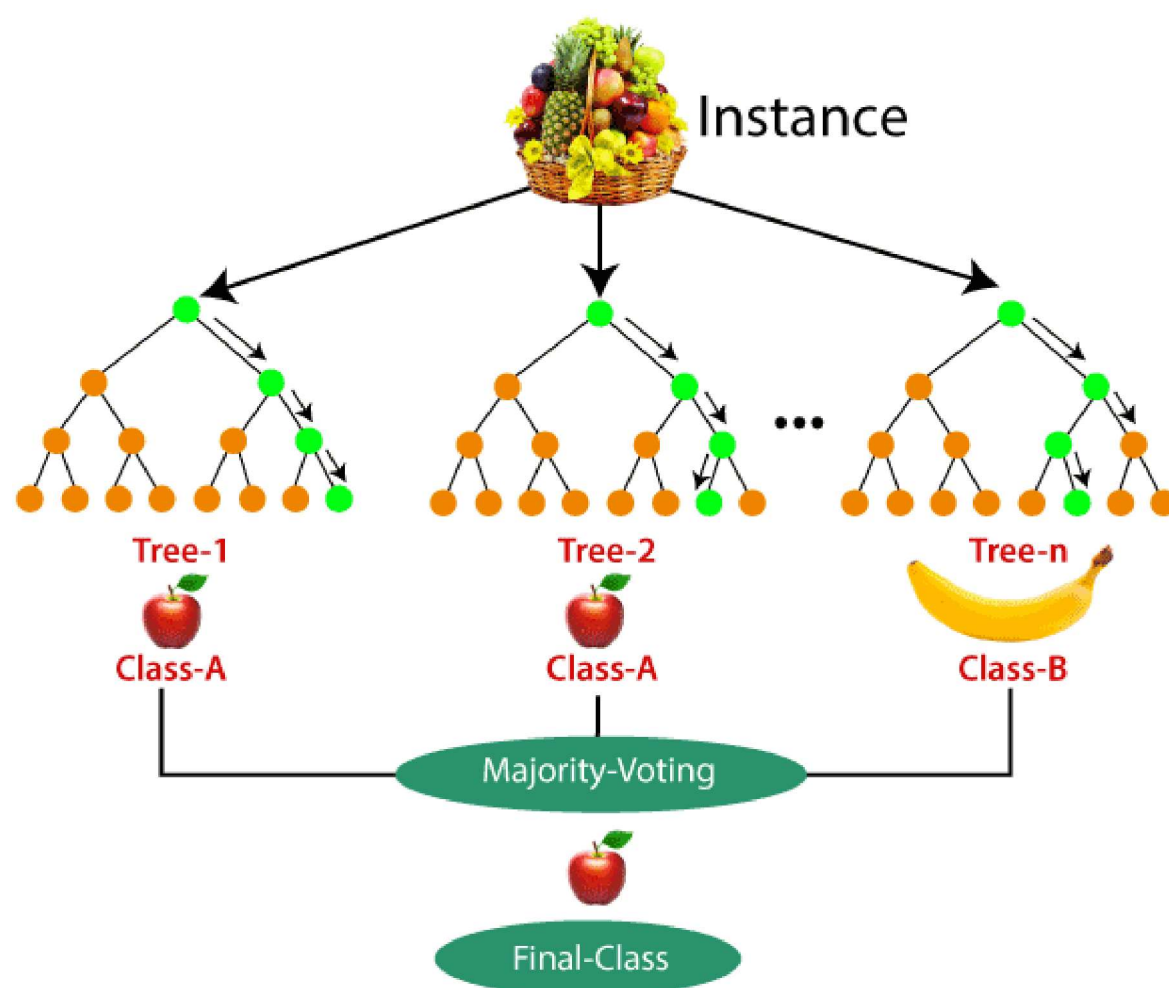 Instance
...
Tree-1
Tree-2
Tree-n
Class-A
Class-A
Class-B
Majority-Voting
Final-Class